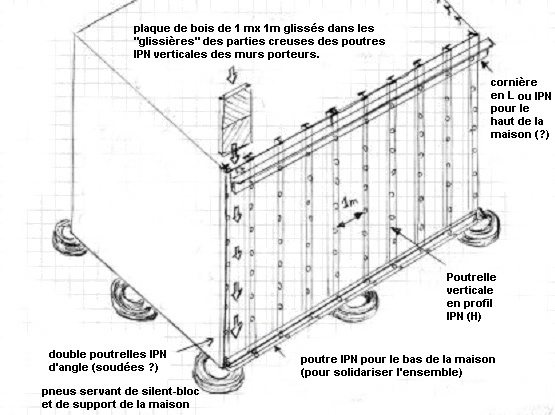 plaque de bois de 1 mx 1m glissés dans les
"glissières" des parties creuses des poutres
IPN verticales des murs porteurs.
cornière
en L ou IPN
pour le
haut de la
maison (?)
1m
Poutrelle
verticale
en profil
IPN (H)
double poutrelles IPN
d'angle (soudées ?)
poutre IPN pour le bas de la maison
(pour solidariser l'ensemble)
pneus servant de silent-bloc
et de support de la maison